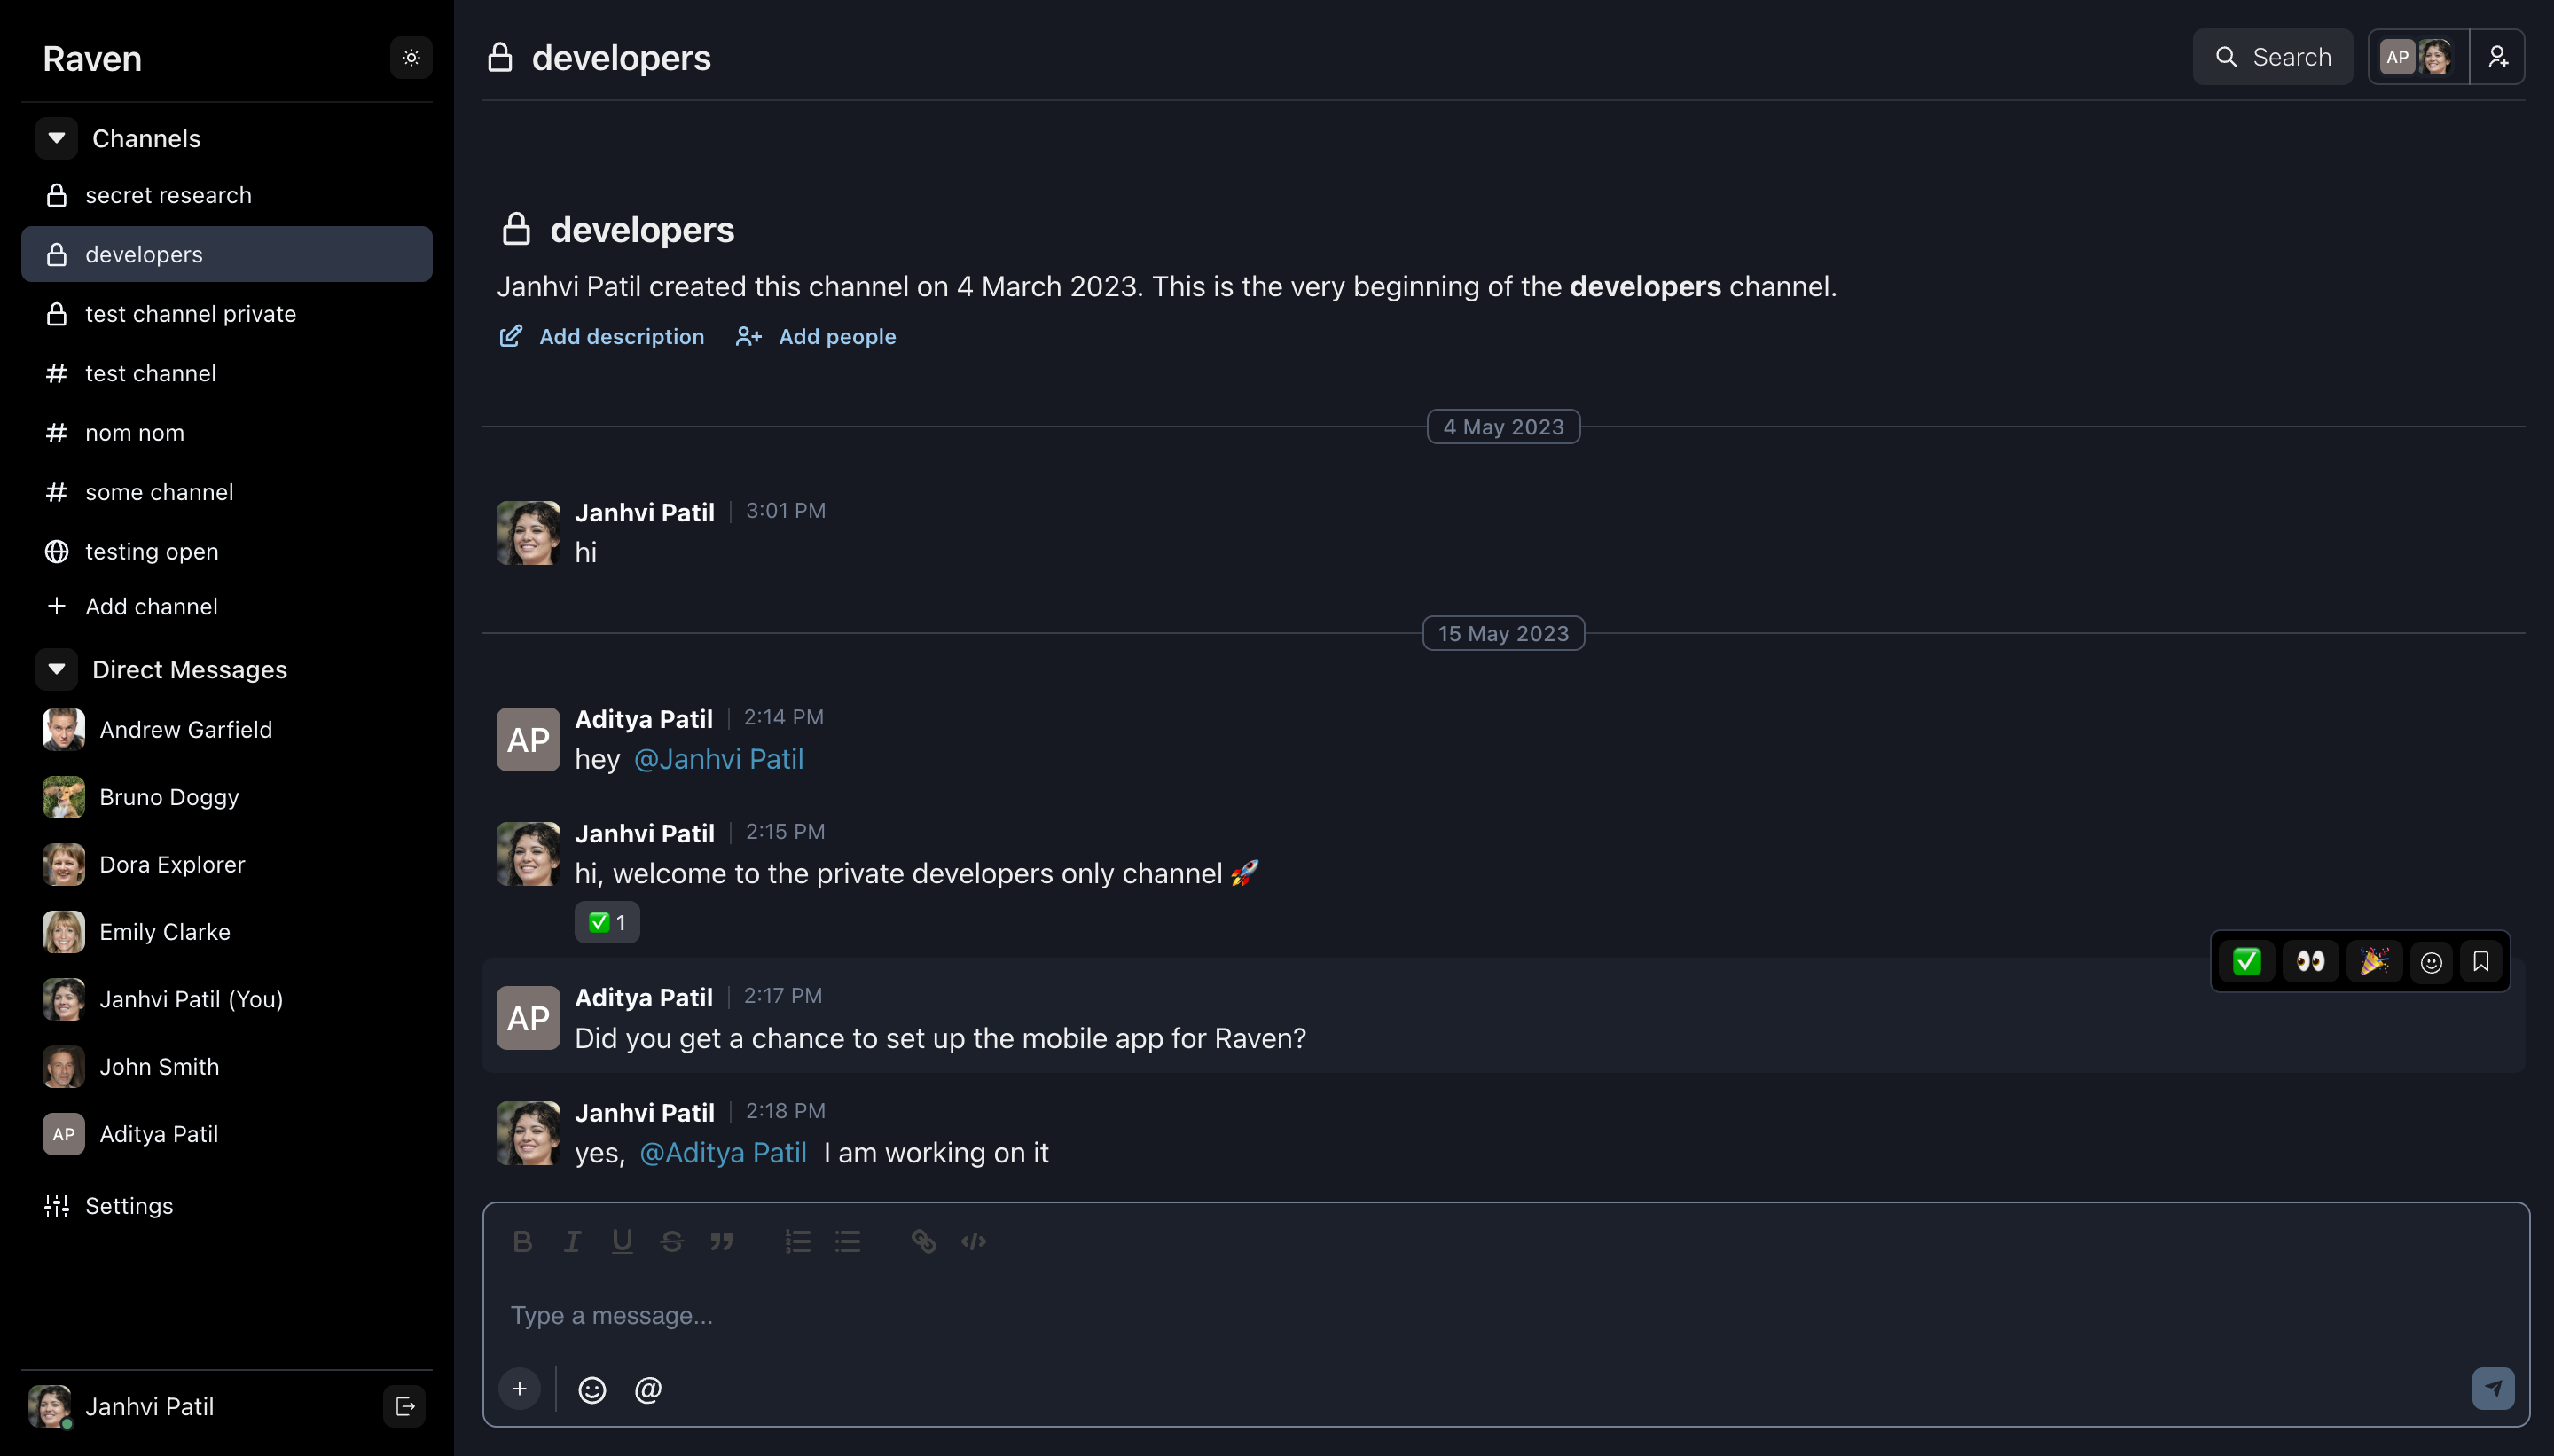 Raven
Channels
secret research
developers
test channel private
test channel
nom nom
some channel
testing open
Add channel
Direct Messages
Andrew Garfield
Bruno Doggy
Dora Explorer
Emily Clarke
Janhvi Patil (You)
John Smith
AP Aditya Patil
Settings
Janhvi Patil
developers
Search
AP
developers
Janhvi Patil created this channel on 4 March 2023. This is the very beginning of the developers channel.
Add description Add people
4 May 2023
Janhvi Patil 3:01 PM
hi
15 May 2023
AP
Aditya Patil 2:14 PM
hey @Janhvi Patil
Janhvi Patil 2:15 PM
hi, welcome to the private developers only channel 🚀
✅ 1
AP
Aditya Patil 2:17 PM
Did you get a chance to set up the mobile app for Raven?
Janhvi Patil 2:18 PM
yes, @Aditya Patil I am working on it
Type a message...